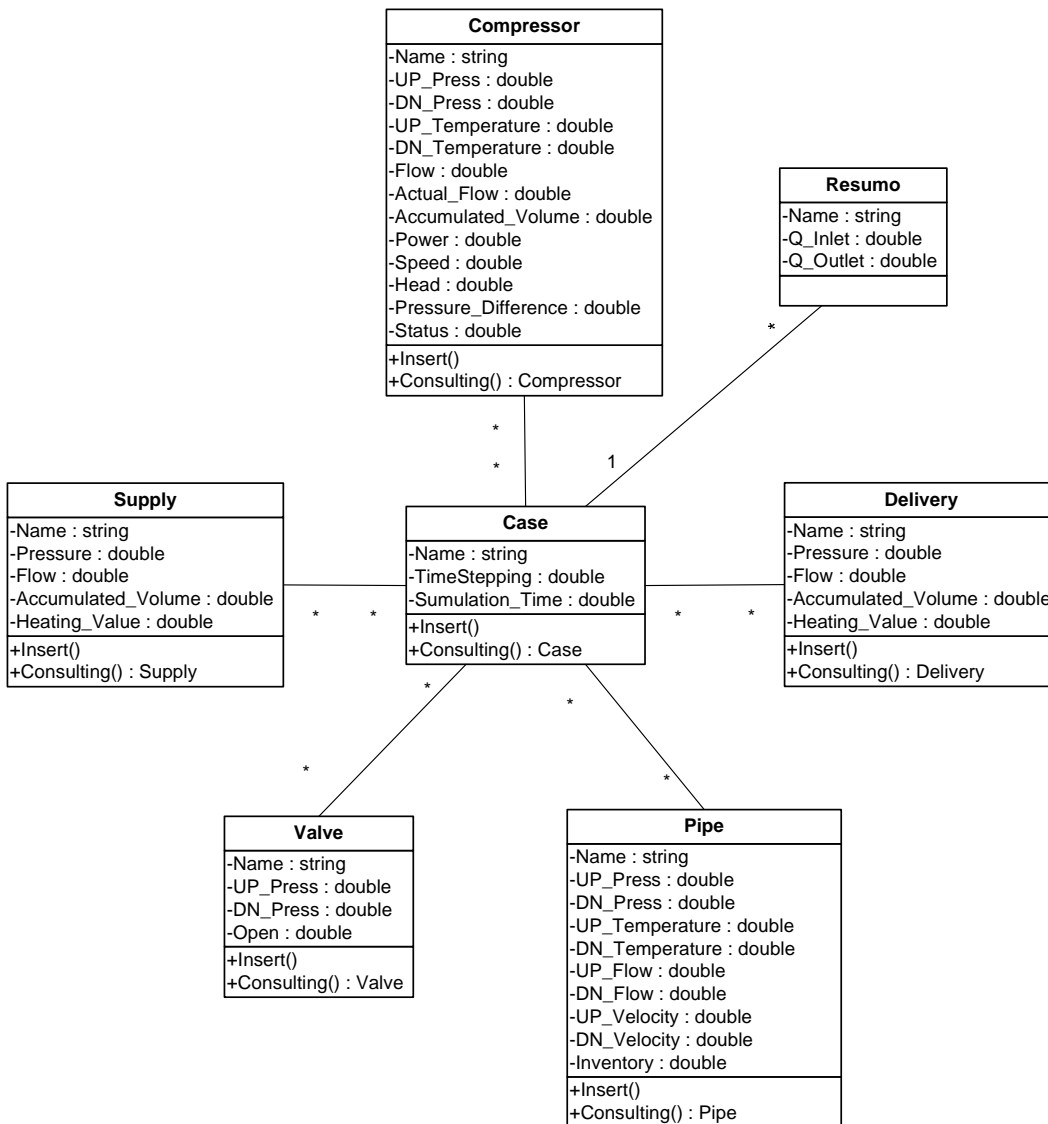 Compressor
-Name : string
-UP_Press : double
-DN_Press : double
-UP_Temperature : double
-DN_Temperature : double
-Flow : double
-Actual_Flow : double
-Accumulated_Volume : double
-Power : double
-Speed : double
-Head : double
-Pressure_Difference : double
-Status : double
+Insert()
+Consulting() : Compressor
Resumo
-Name : string
-Q_Inlet : double
-Q_Outlet : double
*
1
*
*
Supply
-Name : string
-Pressure : double
-Flow : double
-Accumulated_Volume : double
-Heating_Value : double
+Insert()
+Consulting() : Supply
* *
Case
-Name : string
-TimeStepping : double
-Sumulation_Time : double
+Insert()
+Consulting() : Case
* *
Delivery
-Name : string
-Pressure : double
-Flow : double
-Accumulated_Volume : double
-Heating_Value : double
+Insert()
+Consulting() : Delivery
*
*
*
*
Valve
-Name : string
-UP_Press : double
-DN_Press : double
-Open : double
+Insert()
+Consulting() : Valve
Pipe
-Name : string
-UP_Press : double
-DN_Press : double
-UP_Temperature : double
-DN_Temperature : double
-UP_Flow : double
-DN_Flow : double
-UP_Velocity : double
-DN_Velocity : double
-Inventory : double
+Insert()
+Consulting() : Pipe